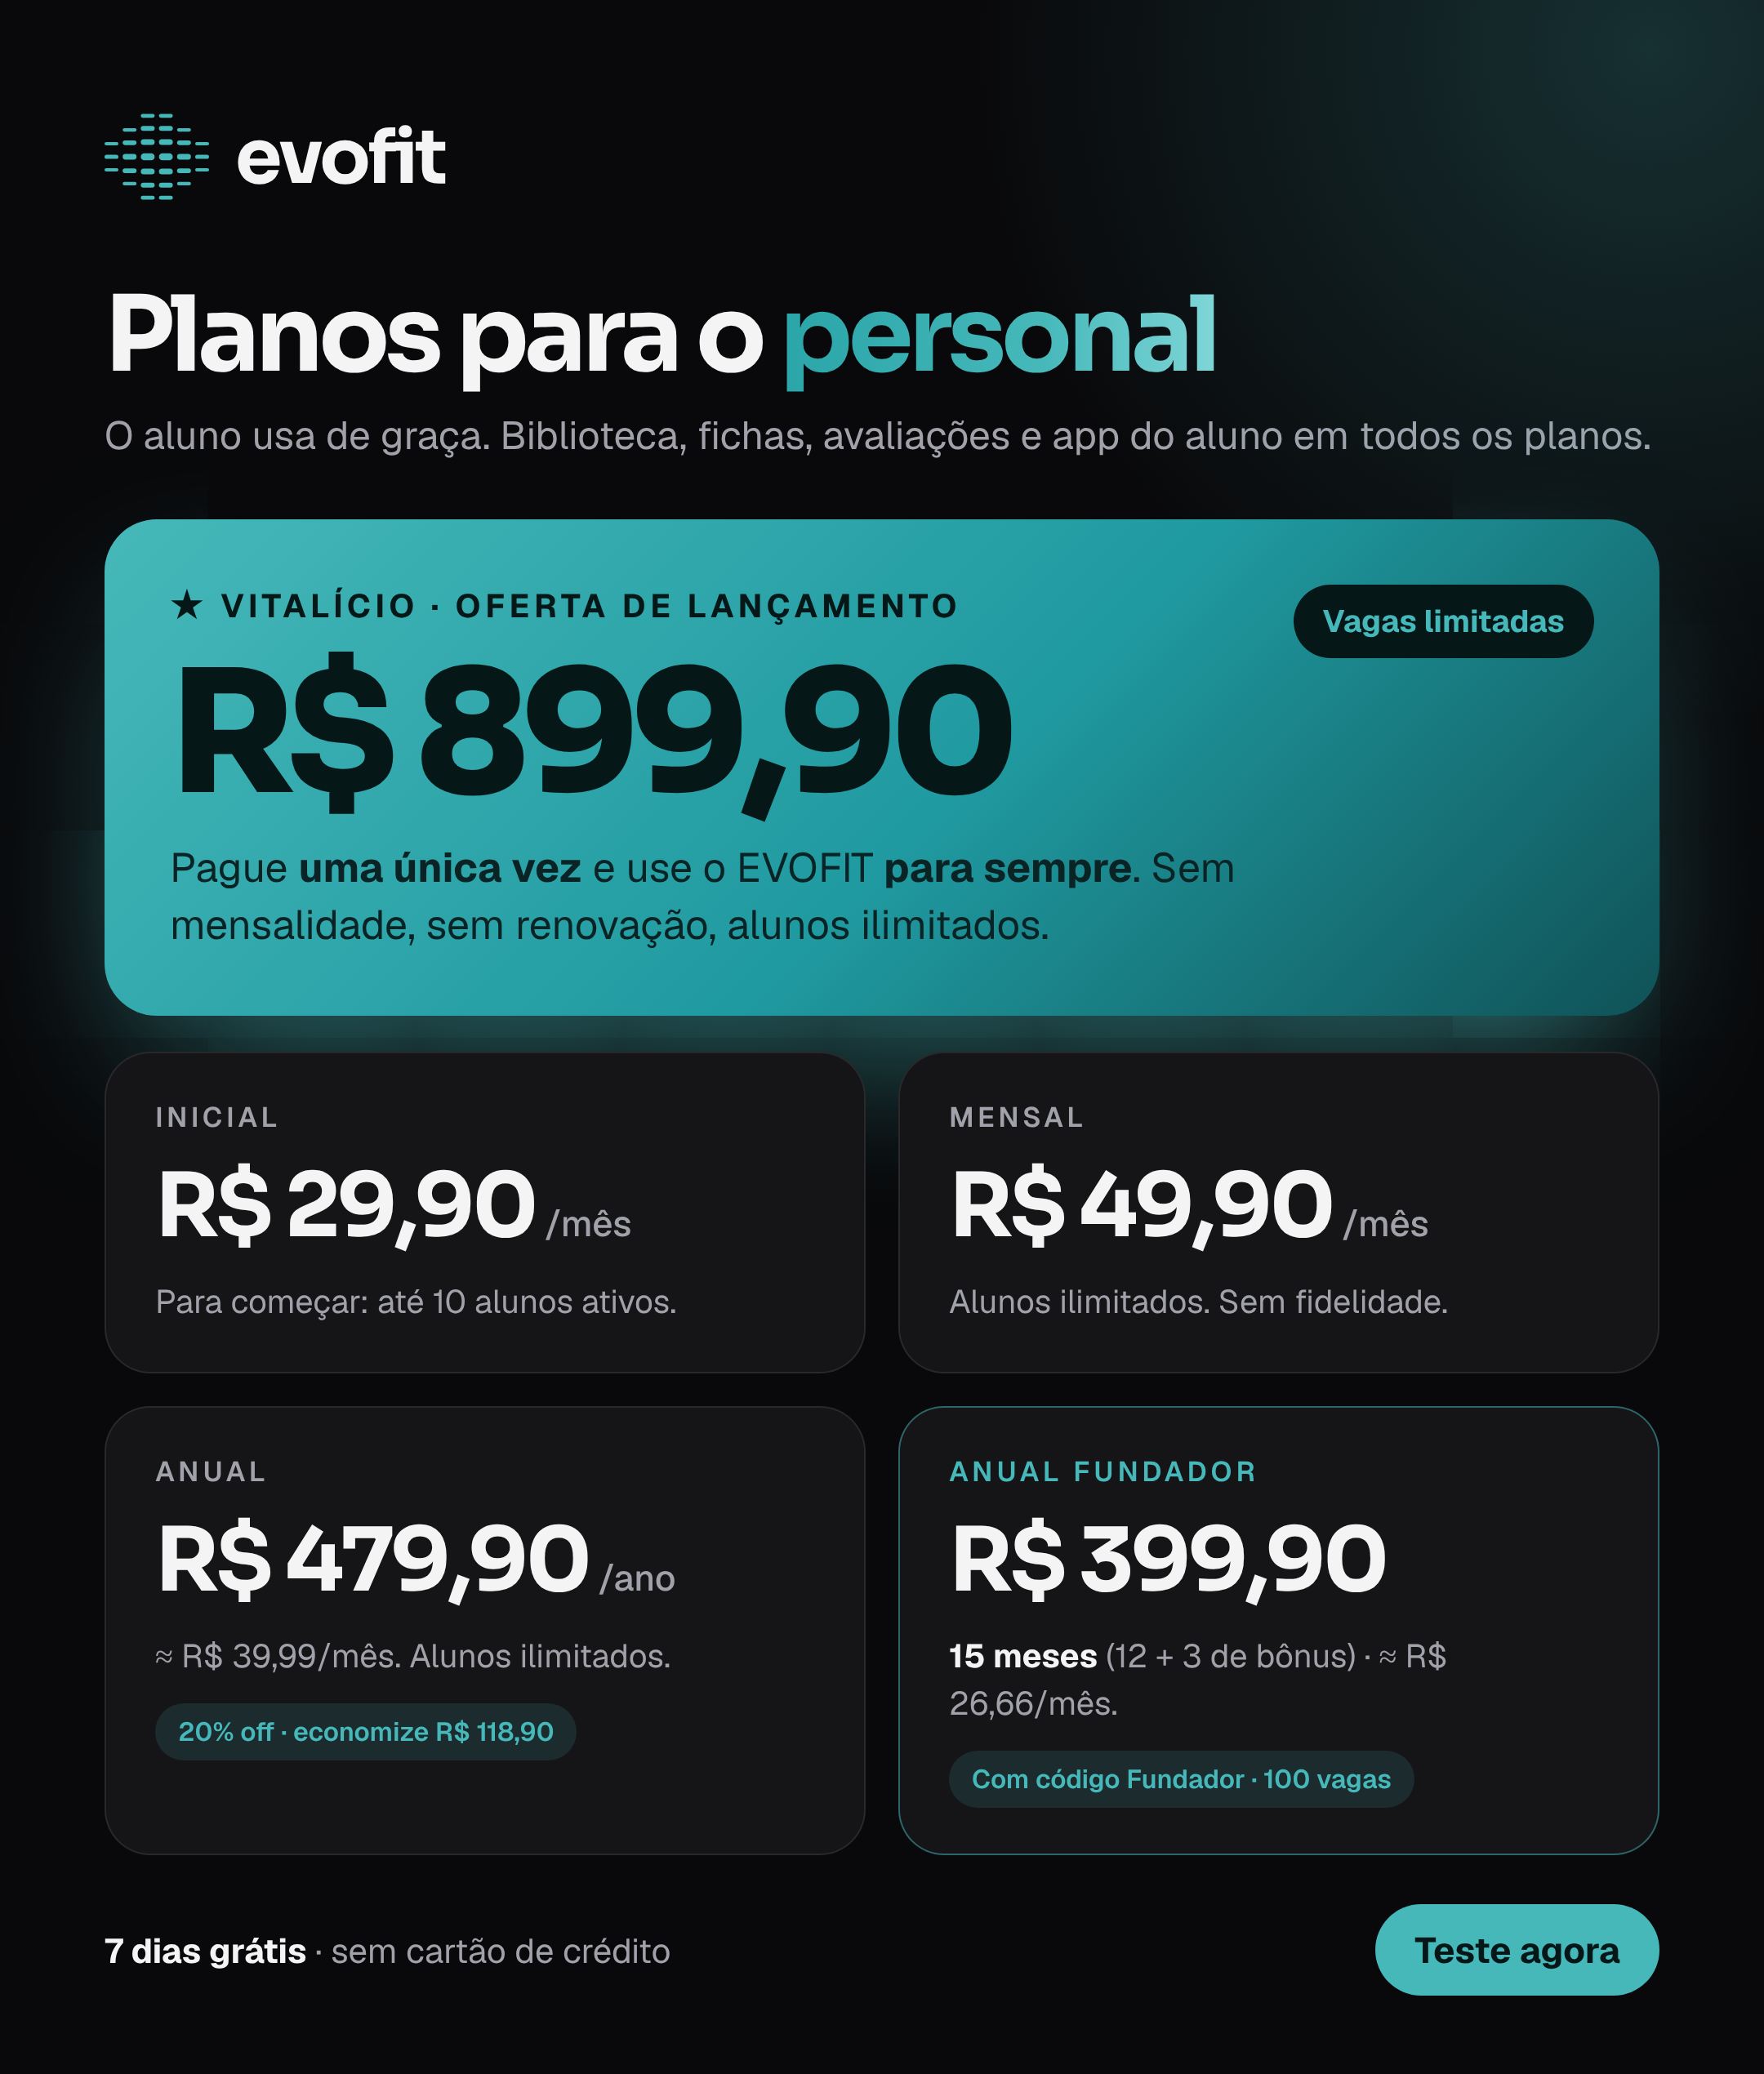 evofit
Planos para o personal
O aluno usa de graça. Biblioteca, fichas, avaliações e app do aluno em todos os planos.
★ VITALÍCIO · OFERTA DE LANÇAMENTO
Vagas limitadas
R$ 899,90
Pague uma única vez e use o EVOFIT para sempre. Sem
mensalidade, sem renovação, alunos ilimitados.
INICIAL
R$ 29,90 /mês
Para começar: até 10 alunos ativos.
MENSAL
R$ 49,90 /mês
Alunos ilimitados. Sem fidelidade.
ANUAL
R$ 479,90 /ano
≈ R$ 39,99/mês. Alunos ilimitados.
20% off · economize R$ 118,90
ANUAL FUNDADOR
R$ 399,90
15 meses (12 + 3 de bônus) · ≈ R$
26,66/mês.
Com código Fundador · 100 vagas
7 dias grátis · sem cartão de crédito
Teste agora